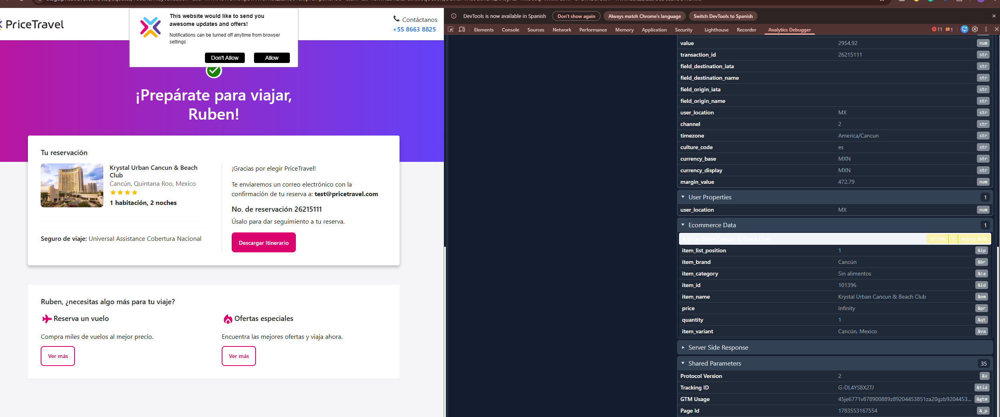 PriceTravel
This website would like to send you
awesome updates and offers!
Notifications can be turned off anytime from browser
settings
Don't Allow
Allow
Contáctanos
+55 8663 8825
¡Prepárate para viajar,
Ruben!
Tu reservación
Krystal Urban Cancun & Beach
Club
Cancún, Quintana Roo, Mexico
1 habitación, 2 noches
Seguro de viaje: Universal Assistance Cobertura Nacional
¡Gracias por elegir PriceTravel!
Te enviaremos un correo electrónico con la
confirmación de tu reserva a: test@pricetravel.com
No. de reservación 26215111
Úsalo para dar seguimiento a tu reserva.
Descargar Itinerario
Ruben, ¿necesitas algo más para tu viaje?
Reserva un vuelo
Compra miles de vuelos al mejor precio.
Ver más
Ofertas especiales
Encuentra las mejores ofertas y viaja ahora.
Ver más
DevTools is now available in Spanish Don't show again Always match Chrome's language Switch DevTools to Spanish
Elements Console Sources Network Performance Memory Application Security Lighthouse Recorder Analytics Debugger 11 1
value 2954.92 num
transaction_id 26215111 str
field_destination_iata str
field_destination_name str
field_origin_iata str
field_origin_name str
user_location MX str
channel 2 str
timezone America/Cancun str
culture_code es str
currency_base MXN str
currency_display MXN str
margin_value 472.79 num
User Properties 1
user_location MX num
Ecommerce Data 1
Krystal Urban Cancun & Beach Club 101396 1 Infinity MXN
item_list_position 1 &lp
item_brand Cancún &br
item_category Sin alimentos &ca
item_id 101396 &id
item_name Krystal Urban Cancun & Beach Club &nm
price Infinity &pr
quantity 1 &qt
item_variant Cancún, Mexico &va
Server Side Response
Shared Parameters 35
Protocol Version 2 &v
Tracking ID G-DL4YS8X2TJ &tid
GTM Usage 45je6771v878900889z89204453851za20gzb9204453... &gtm
Page Id 1783553167554 &_p